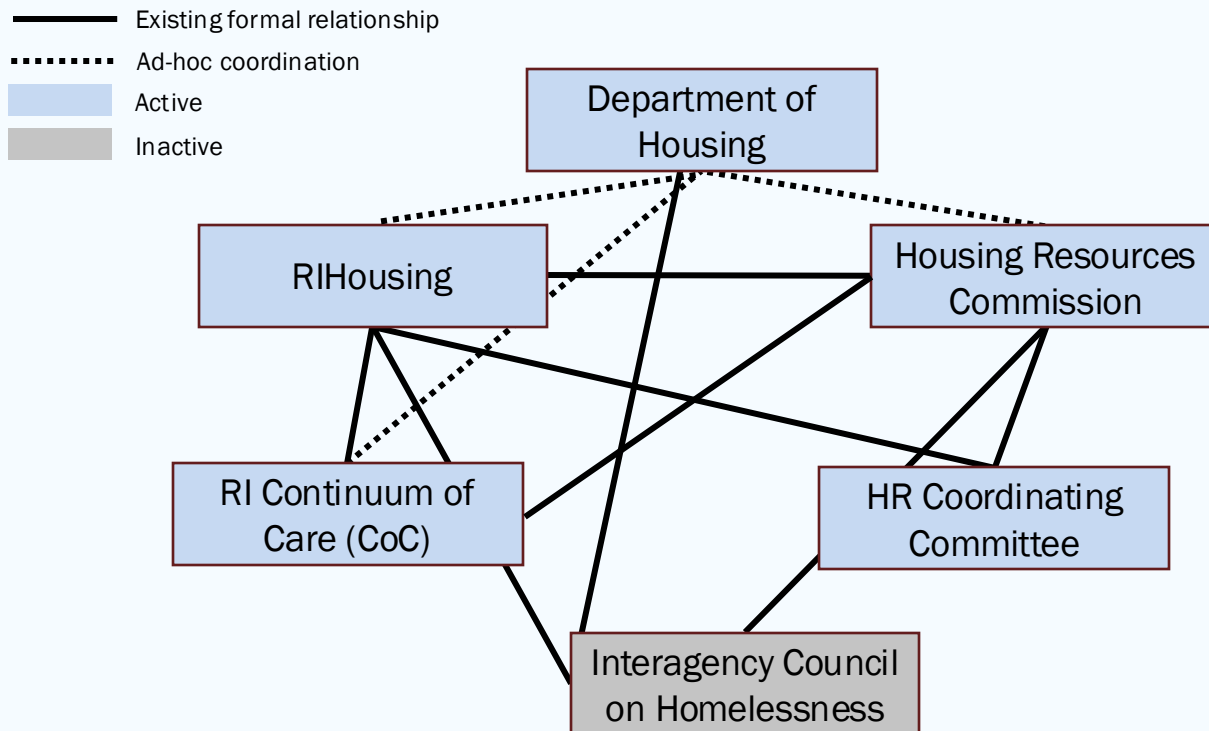 Existing formal relationship
Ad-hoc coordination
Active
Inactive
Department of
Housing
RIHousing
Housing Resources
Commission
RI Continuum of
Care (CoC)
HR Coordinating
Committee
Interagency Council
on Homelessness